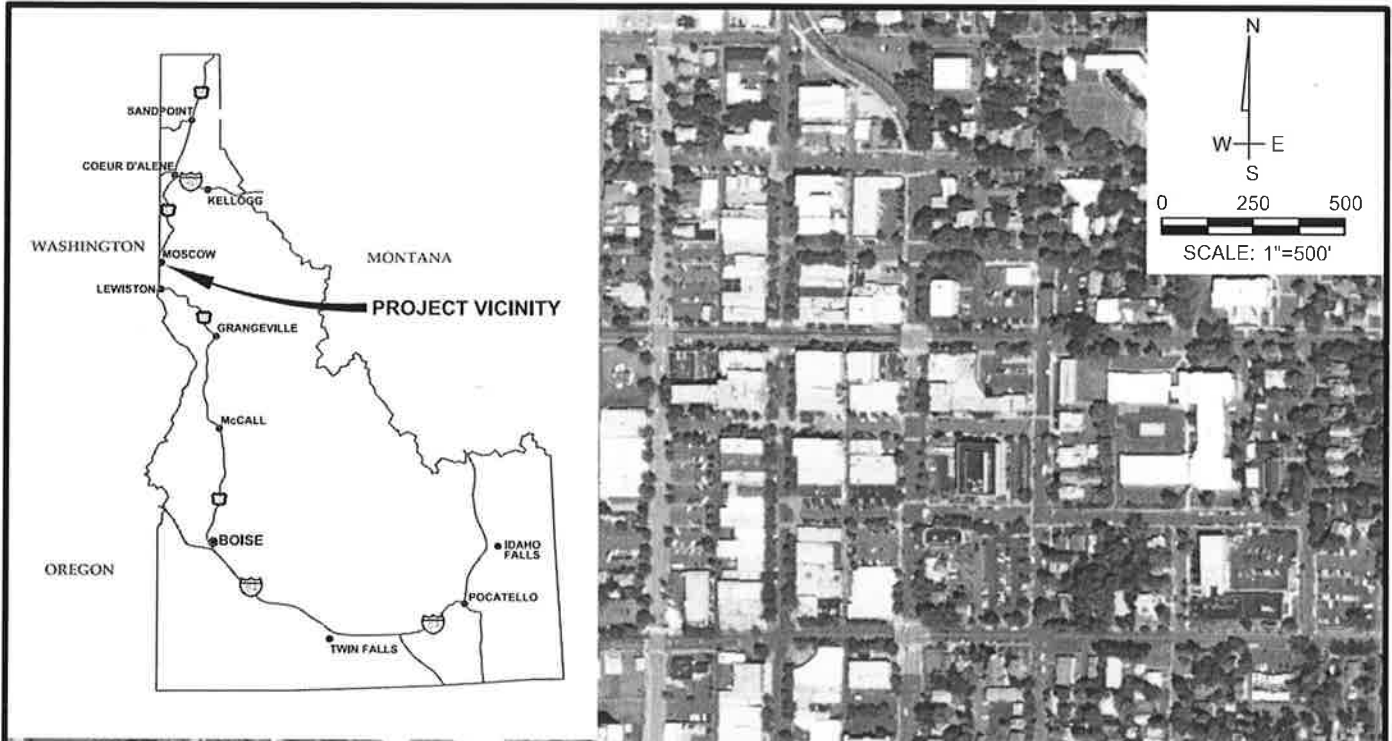 SANDPOINT
COEUR D'ALENE
KELLOGG
WASHINGTON
MOSCOW
MONTANA
LEWISTON
PROJECT VICINITY
GRANGEVILLE
McCALL
BOISE
IDAHO
FALLS
OREGON
POCATELLO
TWIN FALLS
N
W E
S
0 250 500
SCALE: 1"=500'